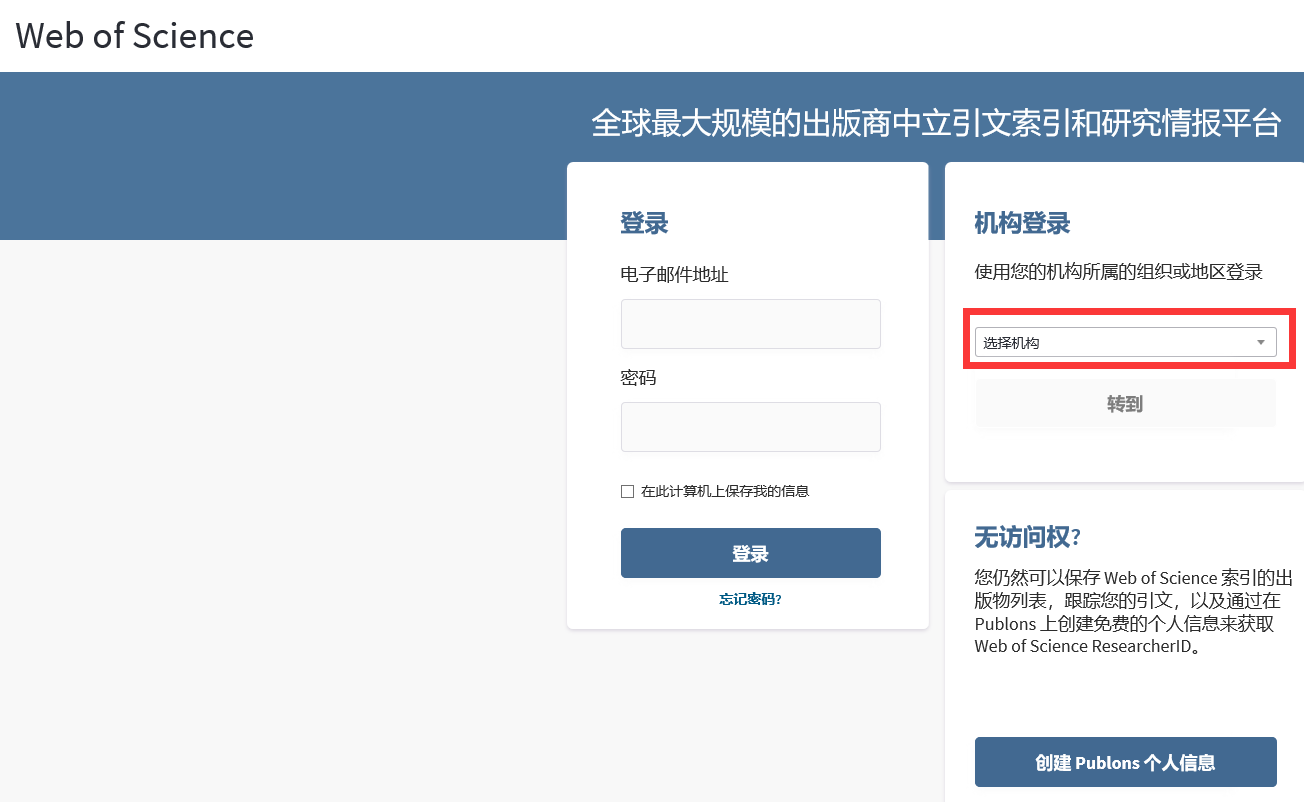 Web of Science
全球最大规模的出版商中立引文索引和研究情报平台
登录
电子邮件地址
密码
在此计算机上保存我的信息
登录
忘记密码?
机构登录
使用您的机构所属的组织或地区登录
选择机构
转到
无访问权?
您仍然可以保存 Web of Science 索引的出
版物列表，跟踪您的引文，以及通过在
Publons 上创建免费的个人信息来获取
Web of Science ResearcherID。
创建 Publons 个人信息